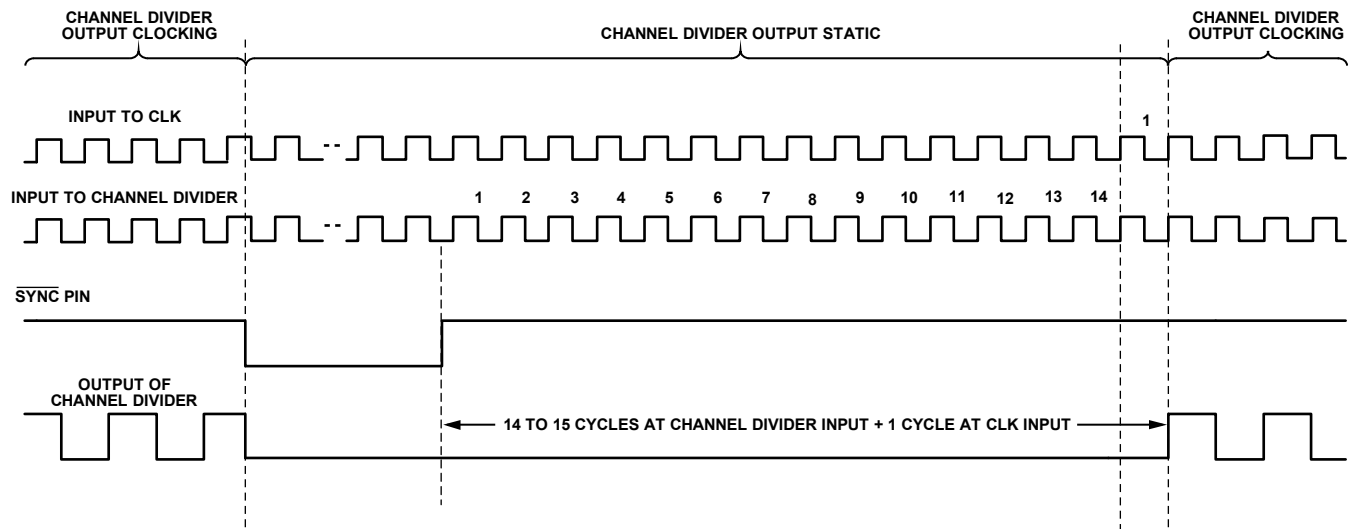 CHANNEL DIVIDER
OUTPUT CLOCKING
CHANNEL DIVIDER OUTPUT STATIC
CHANNEL DIVIDER
OUTPUT CLOCKING
INPUT TO CLK
1
INPUT TO CHANNEL DIVIDER
1 2 3 4 5 6 7 8 9 10 11 12 13 14
SYNC PIN
OUTPUT OF
CHANNEL DIVIDER
14 TO 15 CYCLES AT CHANNEL DIVIDER INPUT + 1 CYCLE AT CLK INPUT